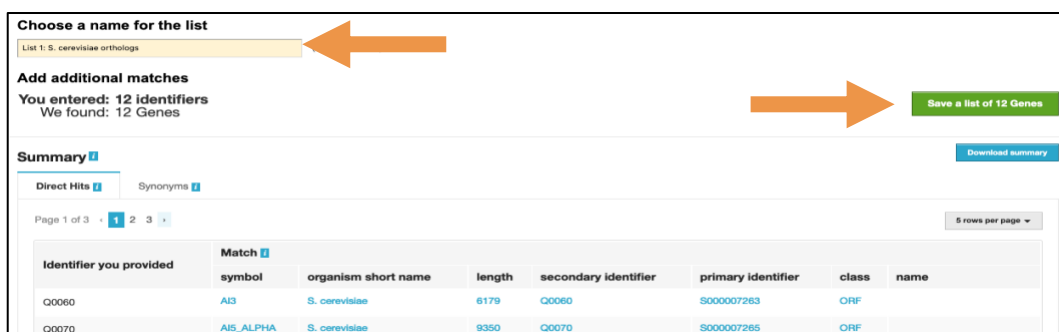 Choose a name for the list
List 1: S. cerevisiae orthologs
Add additional matches
You entered: 12 identifiers
We found: 12 Genes
Save a list of 12 Genes
Summary i
Download summary
Direct Hits i Synonyms i
Page 1 of 3 ‹ 1 2 3 ›
5 rows per page
Identifier you provided
Match i
symbol organism short name length secondary identifier primary identifier class name
Q0060 AI3 S. cerevisiae 6179 Q0060 S000007263 ORF
Q0070 AI5_ALPHA S. cerevisiae 9350 Q0070 S000007265 ORF